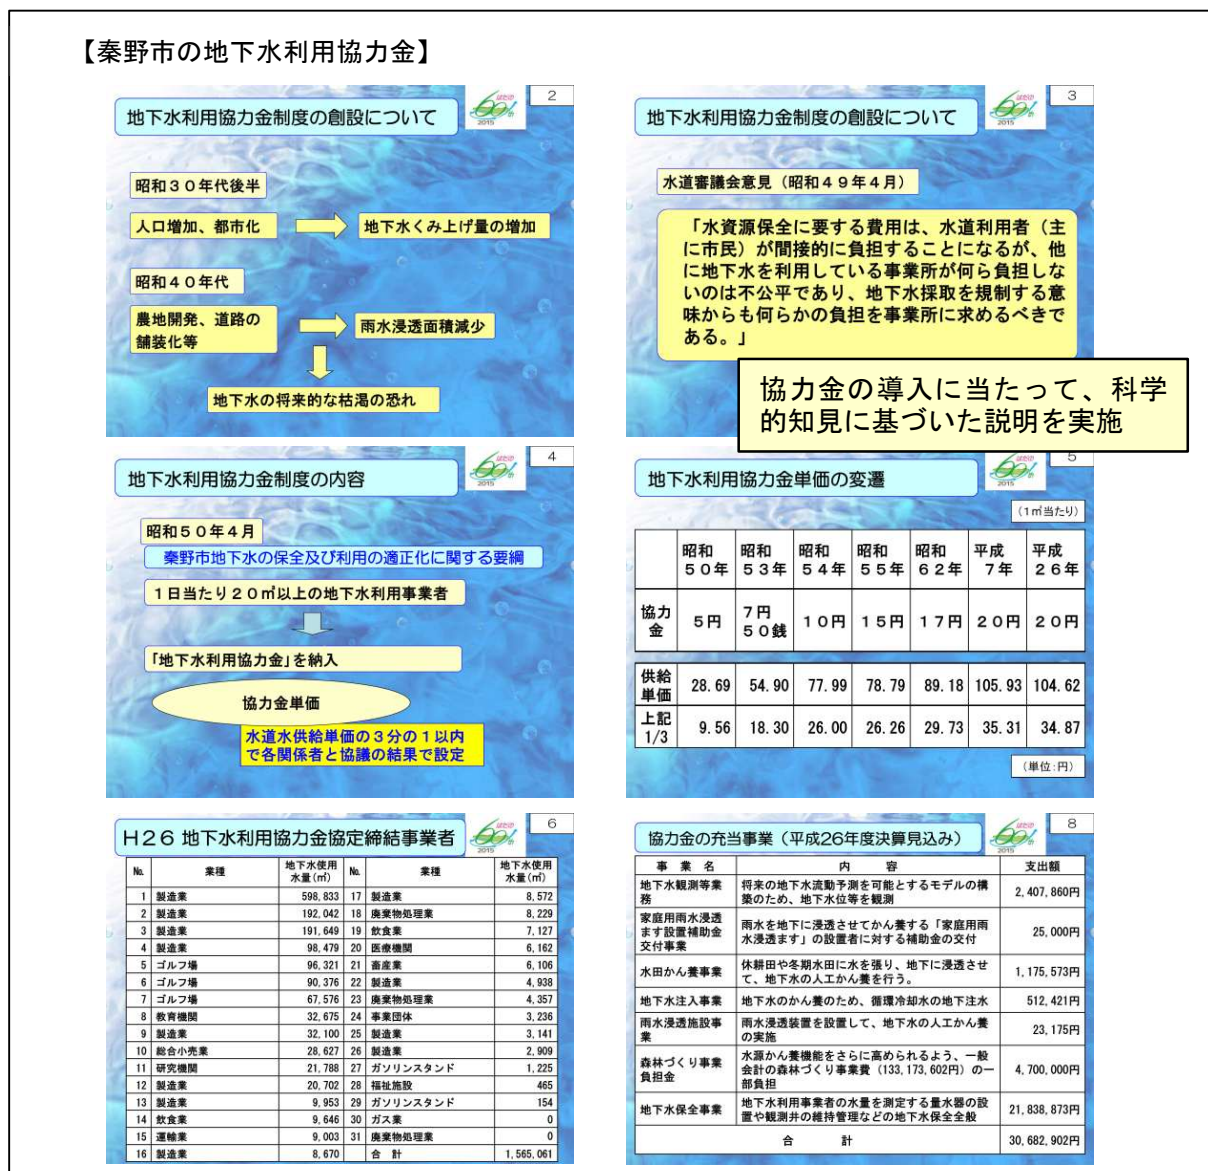 【秦野市の地下水利用協力金】
2
地下水利用協力金制度の創設について
はだの
60th
2015
昭和３０年代後半
人口増加、都市化
地下水くみ上げ量の増加
昭和４０年代
農地開発、道路の
舗装化等
雨水浸透面積減少
地下水の将来的な枯渇の恐れ
3
地下水利用協力金制度の創設について
はだの
60th
2015
水道審議会意見（昭和４９年４月）
「水資源保全に要する費用は、水道利用者（主
に市民）が間接的に負担することになるが、他
に地下水を利用している事業所が何ら負担しな
いのは不公平であり、地下水採取を規制する意
味からも何らかの負担を事業所に求めるべきで
ある。」
協力金の導入に当たって、科学
的知見に基づいた説明を実施
4
地下水利用協力金制度の内容
はだの
60th
2015
昭和５０年４月
秦野市地下水の保全及び利用の適正化に関する要綱
１日当たり２０㎥以上の地下水利用事業者
「地下水利用協力金」を納入
協力金単価
水道水供給単価の３分の１以内
で各関係者と協議の結果で設定
5
地下水利用協力金単価の変遷
はだの
60th
2015
（1㎥当たり）
昭和 昭和 昭和 昭和 昭和 平成 平成
５０年 ５３年 ５４年 ５５年 ６２年 ７年 ２６年
協力金 ５円 ７円５０銭 １０円 １５円 １７円 ２０円 ２０円
供給単価 28.69 54.90 77.99 78.79 89.18 105.93 104.62
上記1/3 9.56 18.30 26.00 26.26 29.73 35.31 34.87
（単位：円）
6
Ｈ２６ 地下水利用協力金協定締結事業者
はだの
60th
2015
№ 業種 地下水使用水量(㎥) № 業種 地下水使用水量(㎥)
1 製造業 598,833 17 製造業 8,572
2 製造業 192,042 18 廃棄物処理業 8,229
3 製造業 191,649 19 飲食業 7,127
4 製造業 98,479 20 医療機関 6,162
5 ゴルフ場 96,321 21 畜産業 6,106
6 ゴルフ場 90,376 22 製造業 4,938
7 ゴルフ場 67,576 23 廃棄物処理業 4,357
8 教育機関 32,675 24 事業団体 3,236
9 製造業 32,100 25 製造業 3,141
10 総合小売業 28,627 26 製造業 2,909
11 研究機関 21,788 27 ガソリンスタンド 1,225
12 製造業 20,702 28 福祉施設 465
13 製造業 9,953 29 ガソリンスタンド 154
14 飲食業 9,646 30 ガス業 0
15 運輸業 9,003 31 廃棄物処理業 0
16 製造業 8,670 合 計 1,565,061
8
協力金の充当事業（平成26年度決算見込み）
はだの
60th
2015
事 業 名 内 容 支出額
地下水観測等業務 将来の地下水流動予測を可能とするモデルの構築のため、地下水位等を観測 2,407,860円
家庭用雨水浸透ます設置補助金交付事業 雨水を地下に浸透させてかん養する「家庭用雨水浸透ます」の設置者に対する補助金の交付 25,000円
水田かん養事業 休耕田や冬期水田に水を張り、地下に浸透させて、地下水の人工かん養を行う。 1,175,573円
地下水注入事業 地下水のかん養のため、循環冷却水の地下注水 512,421円
雨水浸透施設事業 雨水浸透装置を設置して、地下水の人工かん養の実施 23,175円
森林づくり事業負担金 水源かん養機能をさらに高められるよう、一般会計の森林づくり事業費（133,173,602円）の一部負担 4,700,000円
地下水保全事業 地下水利用事業者の水量を測定する量水器の設置や観測井の維持管理などの地下水保全全般 21,838,873円
合 計 30,682,902円